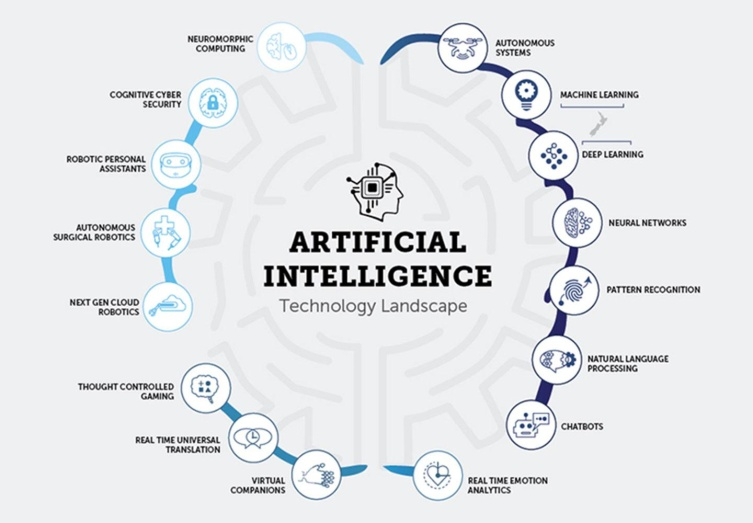 NEUROMORPHIC
COMPUTING
COGNITIVE CYBER
SECURITY
ROBOTIC PERSONAL
ASSISTANTS
AUTONOMOUS
SURGICAL ROBOTICS
NEXT GEN CLOUD
ROBOTICS
THOUGHT CONTROLLED
GAMING
REAL TIME UNIVERSAL
TRANSLATION
VIRTUAL
COMPANIONS
ARTIFICIAL
INTELLIGENCE
Technology Landscape
AUTONOMOUS
SYSTEMS
MACHINE LEARNING
DEEP LEARNING
NEURAL NETWORKS
PATTERN RECOGNITION
NATURAL LANGUAGE
PROCESSING
CHATBOTS
REAL TIME EMOTION
ANALYTICS